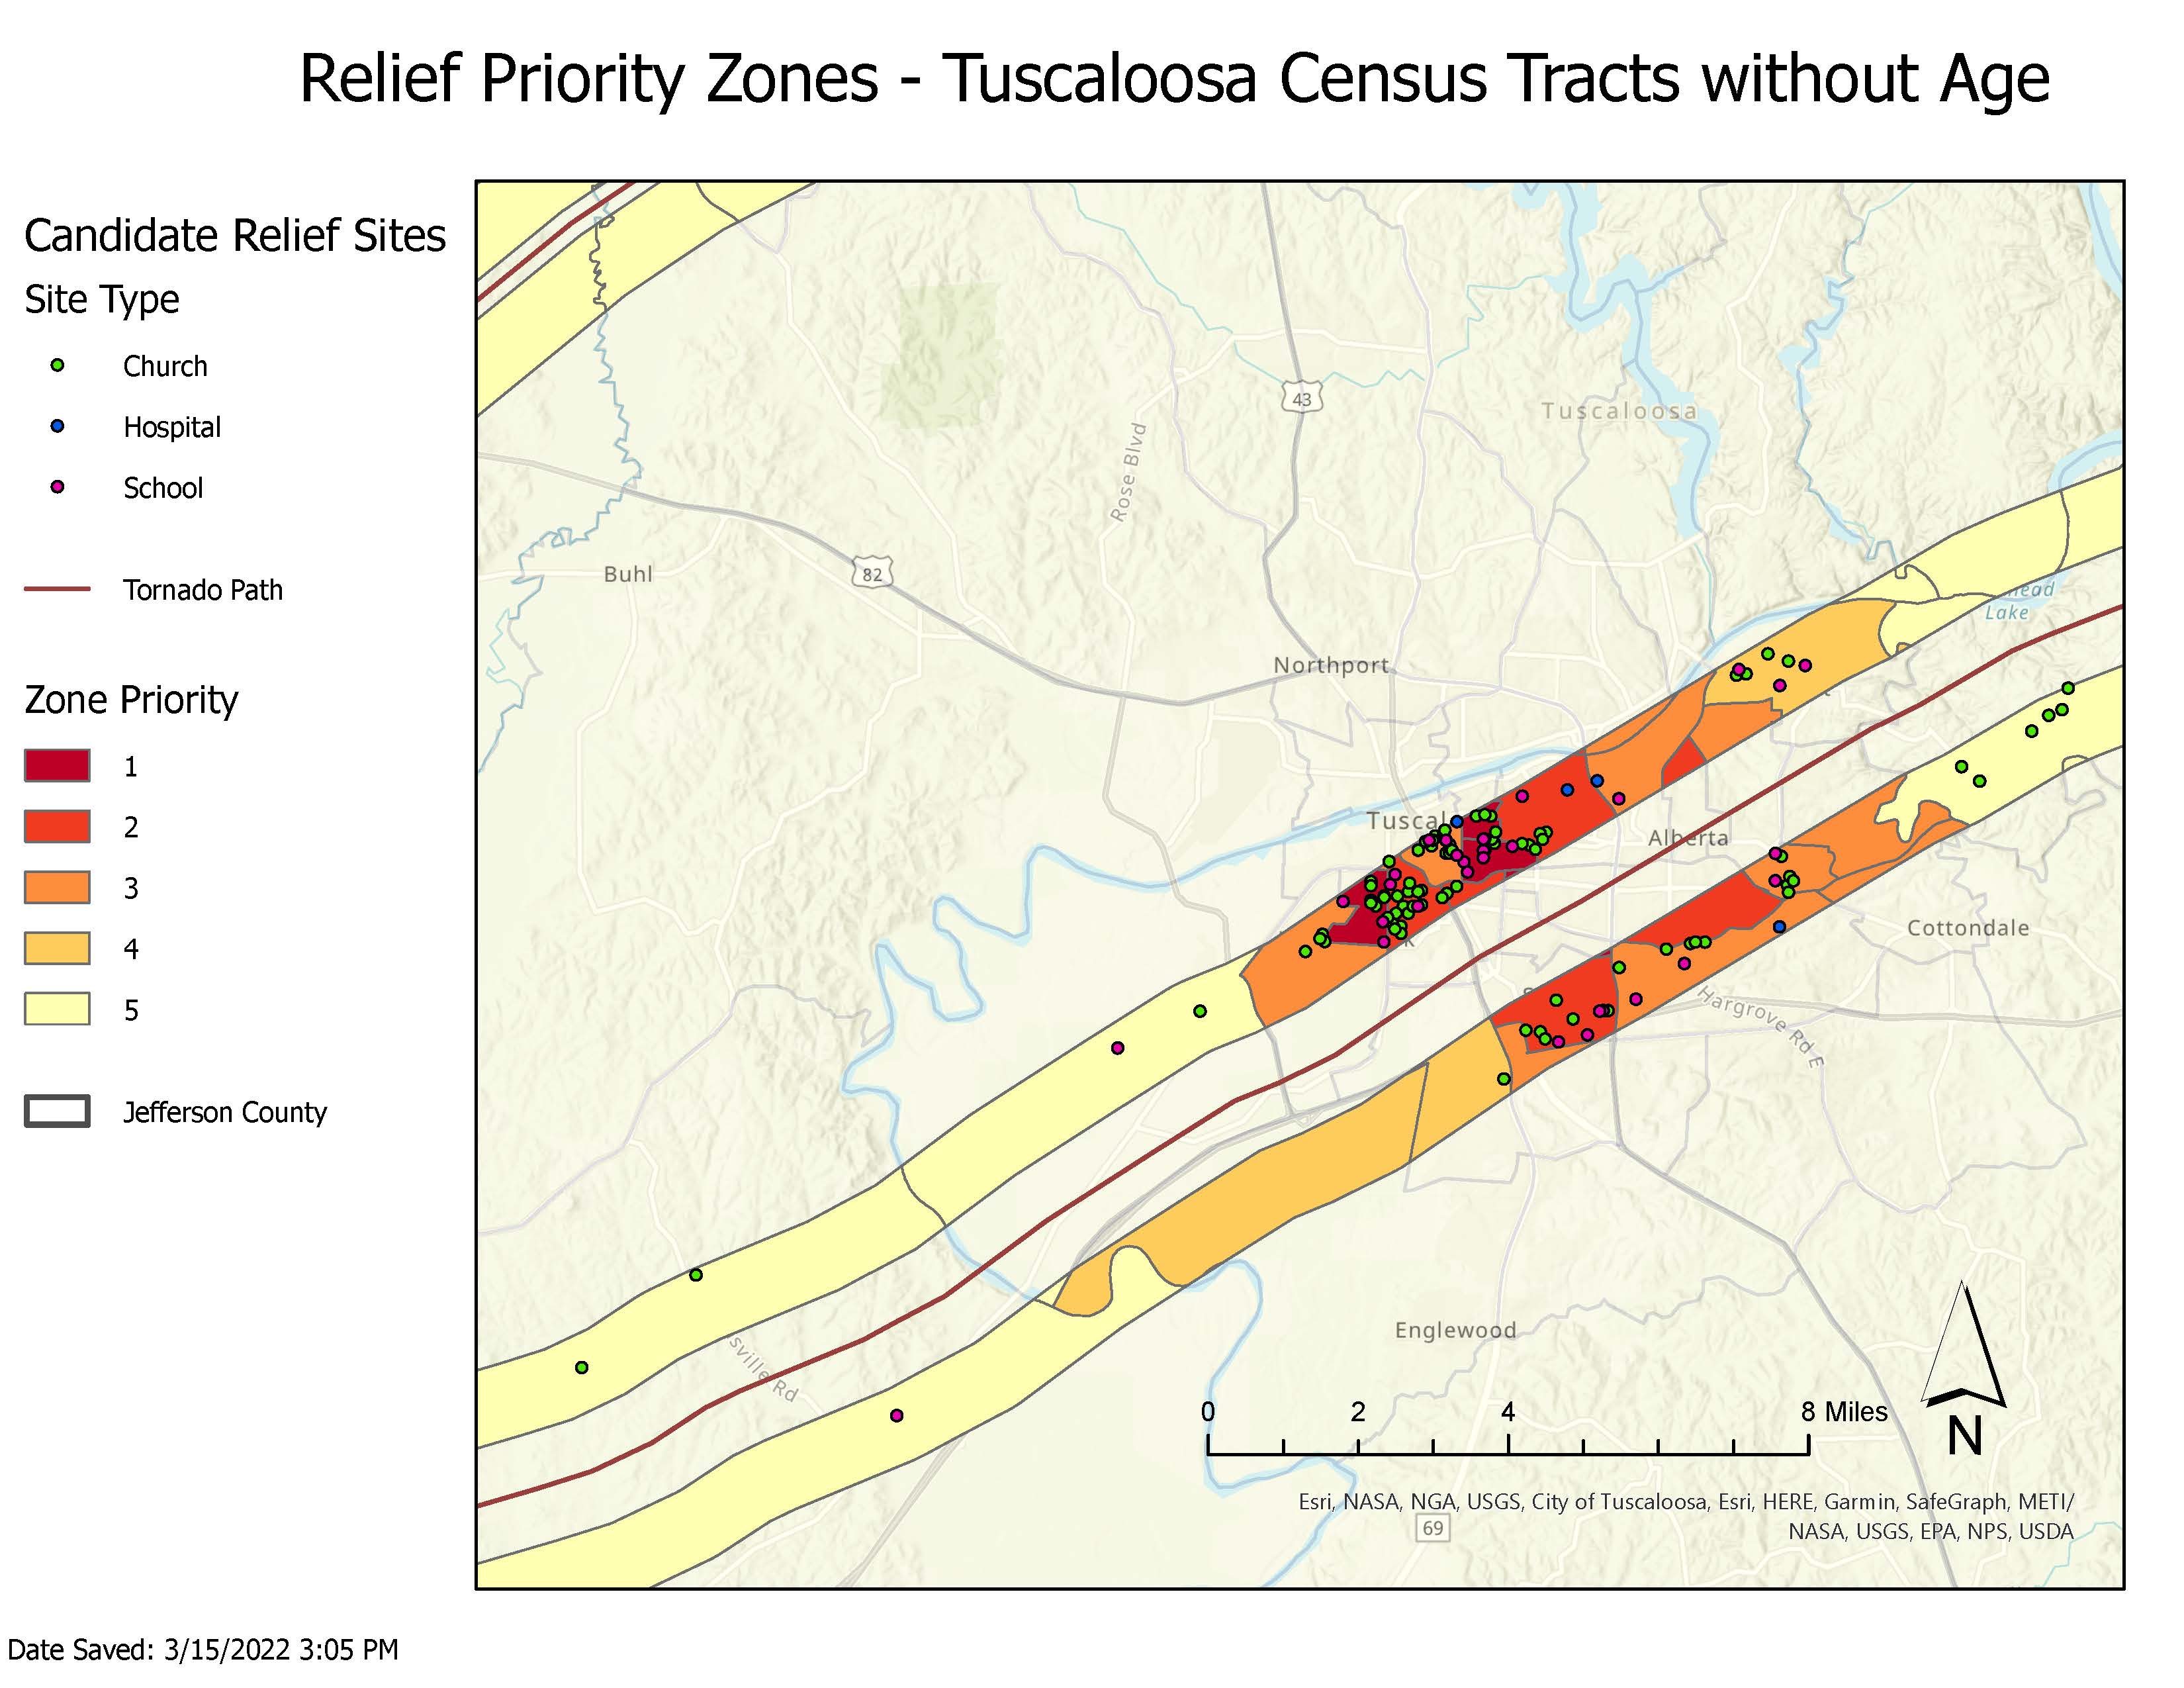 Relief Priority Zones - Tuscaloosa Census Tracts without Age
Candidate Relief Sites
Site Type
Church
Hospital
School
Tornado Path
Zone Priority
1
2
3
4
5
Jefferson County
43
Tuscaloosa
Rose Blvd
Buhl
82
Lake
Northport
Tuscal
Alberta
Cottondale
Hargrove Rd E
Englewood
sville Rd
0 2 4 8 Miles
N
69
Esri, NASA, NGA, USGS, City of Tuscaloosa, Esri, HERE, Garmin, SafeGraph, METI/
NASA, USGS, EPA, NPS, USDA
Date Saved: 3/15/2022 3:05 PM